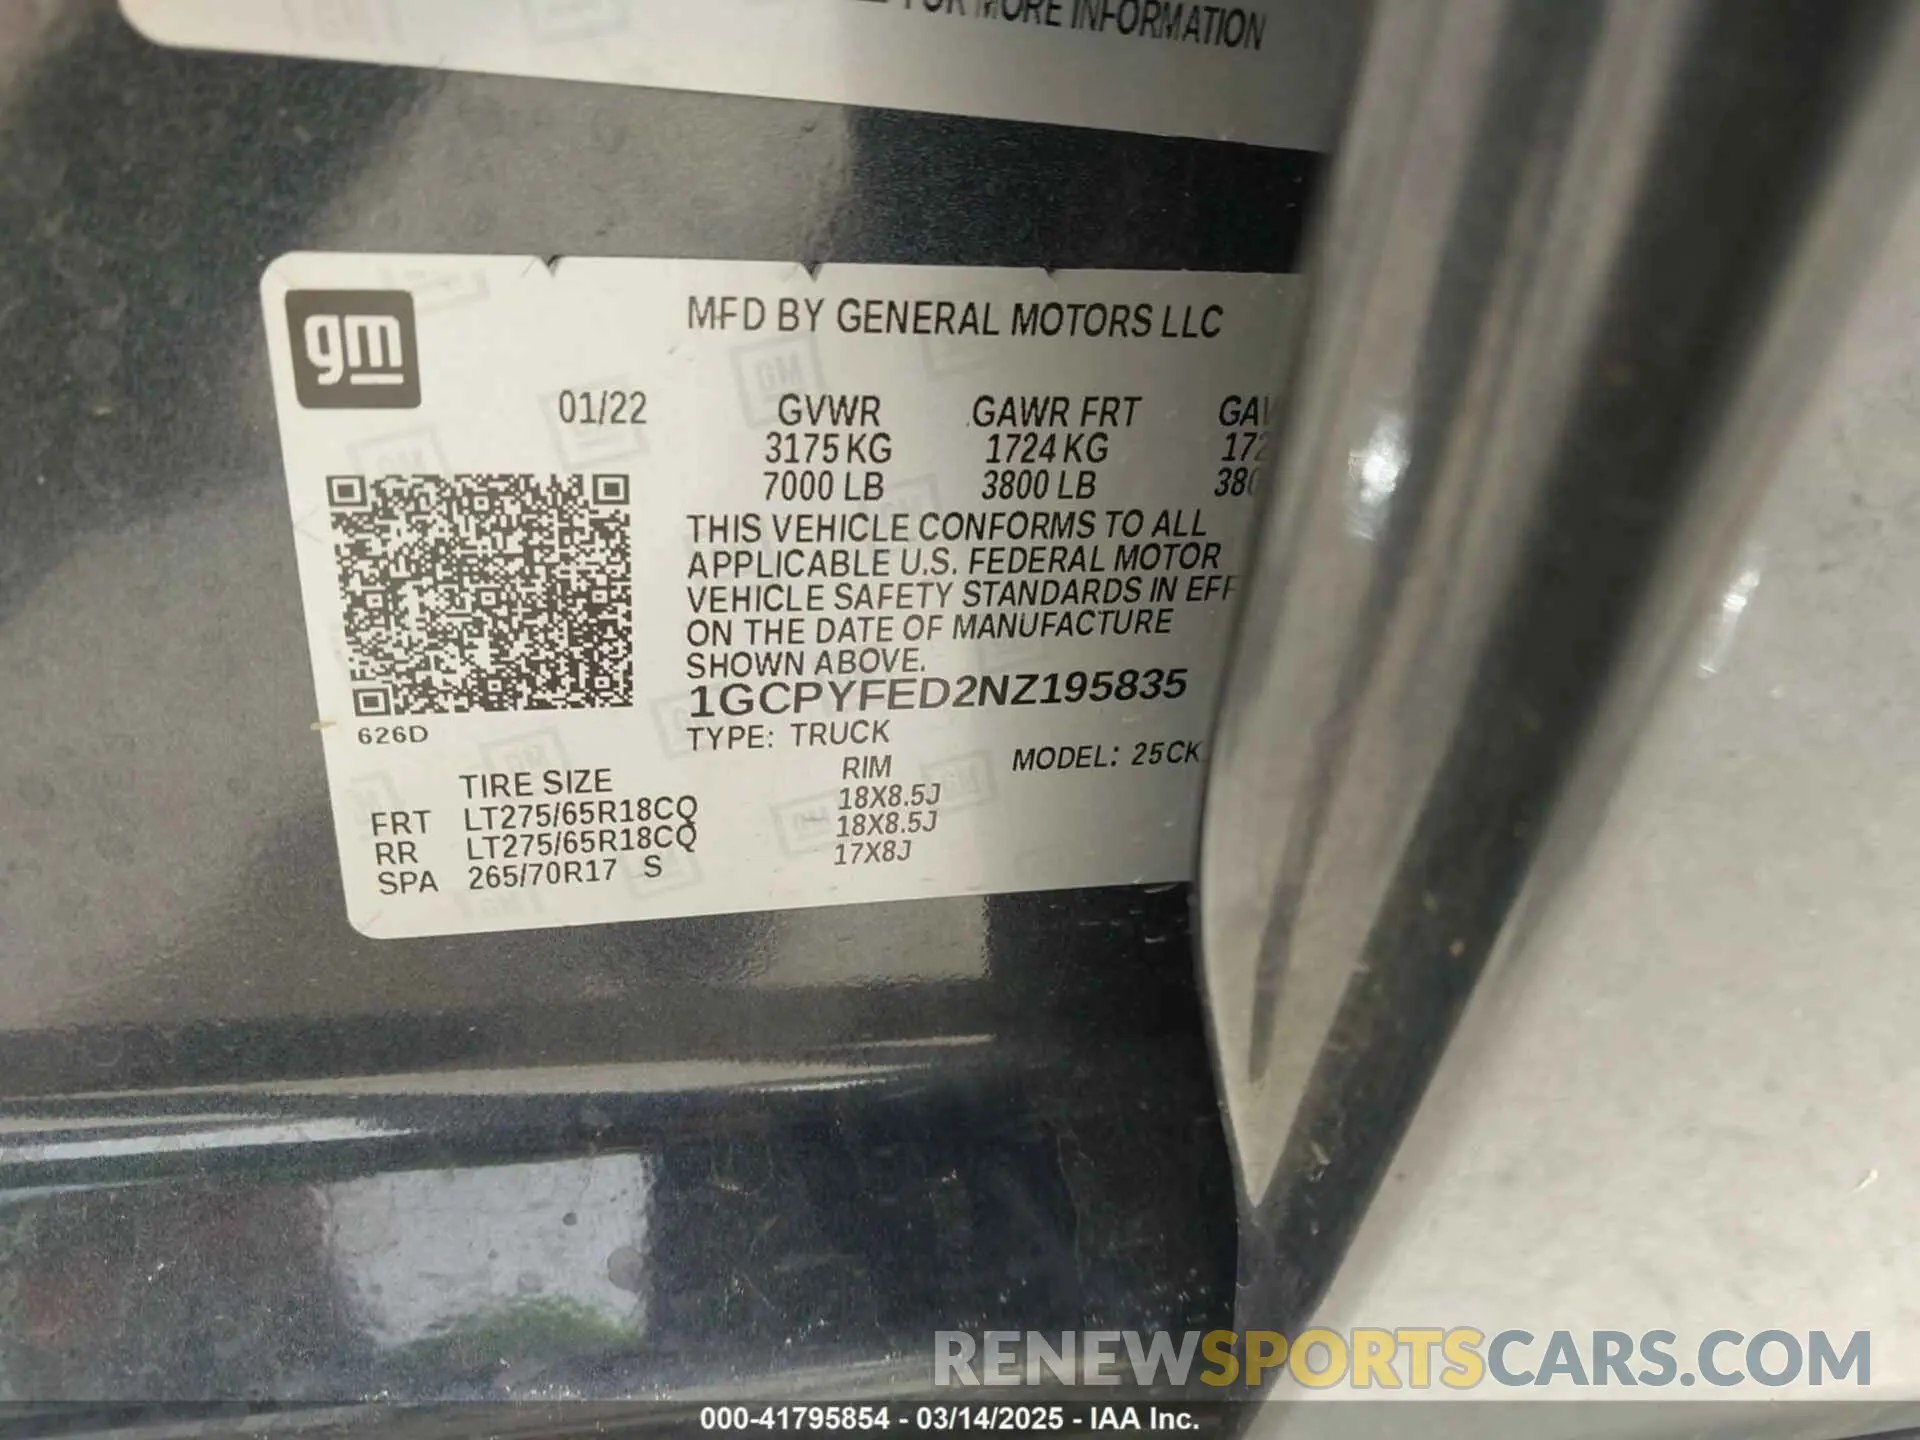 FOR MORE INFORMATION
gm
MFD BY GENERAL MOTORS LLC
01/22 GVWR GAWR FRT
3175 KG 1724 KG
7000 LB 3800 LB
THIS VEHICLE CONFORMS TO ALL
APPLICABLE U.S. FEDERAL MOTOR
VEHICLE SAFETY STANDARDS IN EFF
ON THE DATE OF MANUFACTURE
SHOWN ABOVE.
1GCPYFED2NZ195835
626D
TYPE: TRUCK
MODEL: 25CK
TIRE SIZE RIM
FRT LT275/65R18CQ 18X8.5J
RR LT275/65R18CQ 18X8.5J
SPA 265/70R17 S 17X8J
RENEWSPORTSCARS.COM
000-41795854 - 03/14/2025 - IAA Inc.